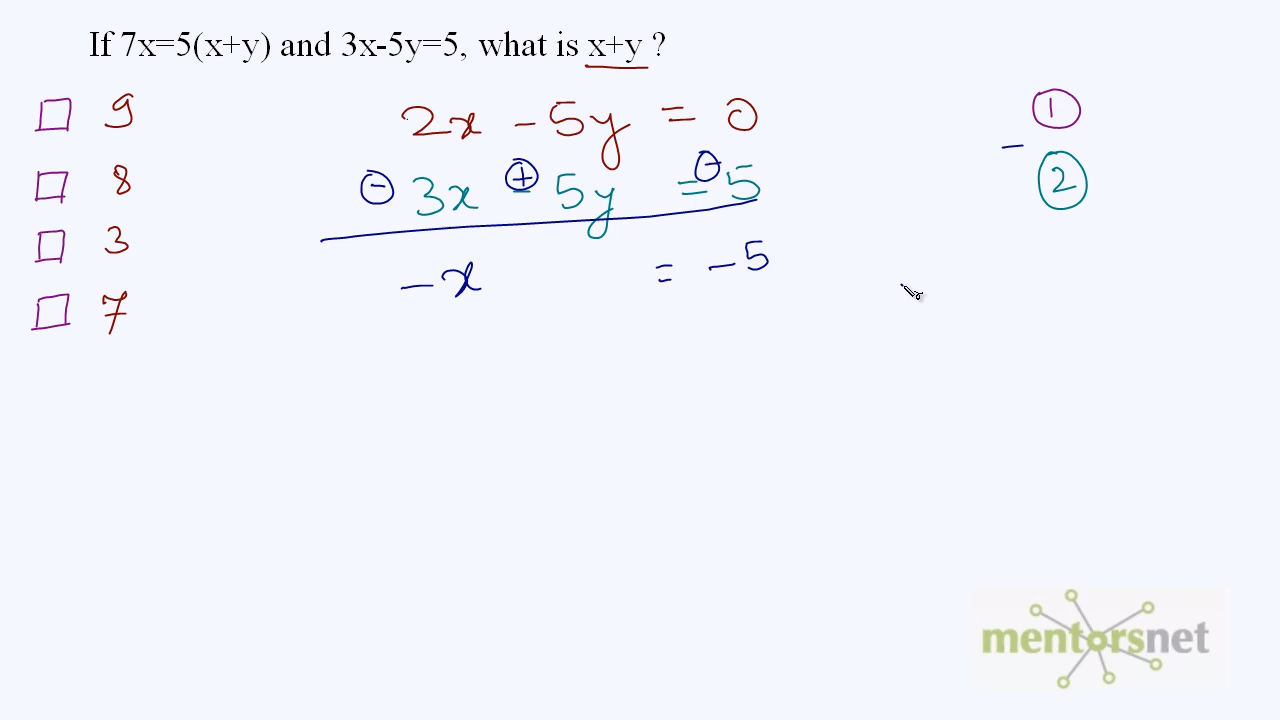 If 7x=5(x+y) and 3x-5y=5, what is x+y ?
9 2x - 5y = 0 1
8 - 3x + - 5y = - 5 - 2
3 -x = -5
7
mentorsnet